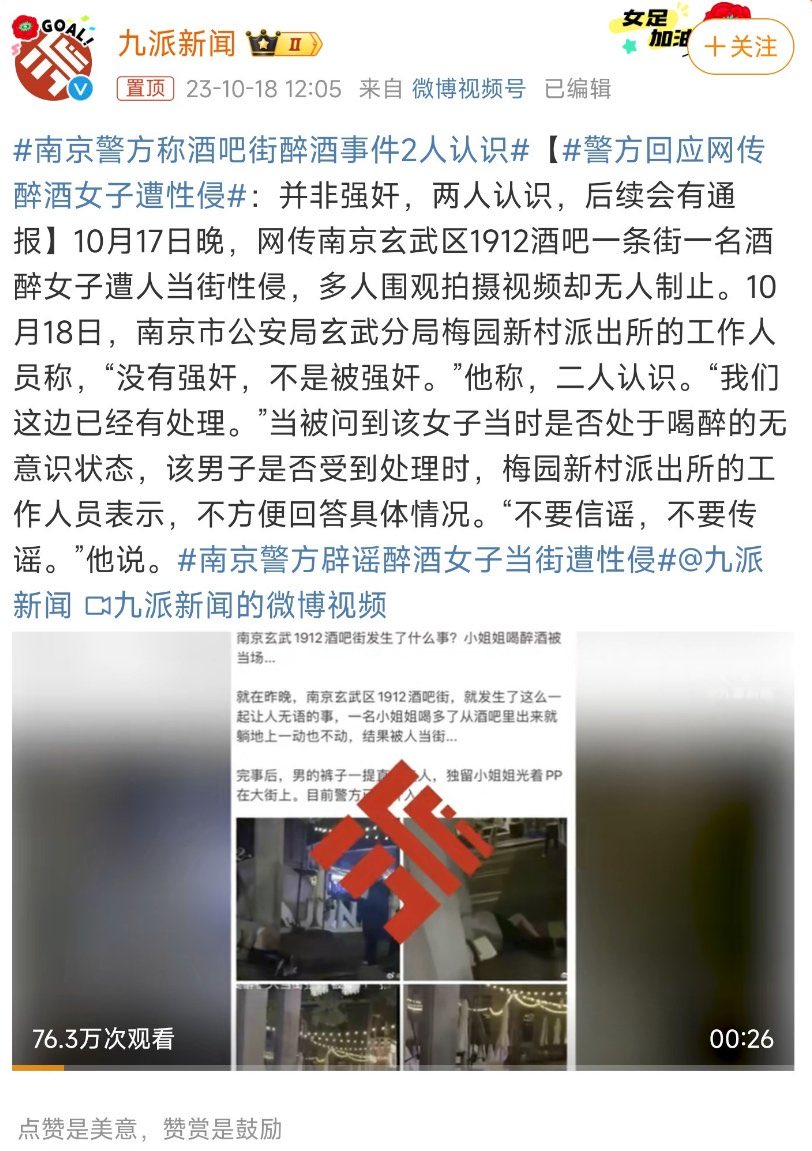 GOAL!
九派新闻 II
女足
加油
+关注
置顶 23-10-18 12:05 来自 微博视频号 已编辑
#南京警方称酒吧街醉酒事件2人认识#【#警方回应网传
醉酒女子遭性侵#：并非强奸，两人认识，后续会有通
报】10月17日晚，网传南京玄武区1912酒吧一条街一名酒
醉女子遭人当街性侵，多人围观拍摄视频却无人制止。10
月18日，南京市公安局玄武分局梅园新村派出所的工作人
员称，“没有强奸，不是被强奸。”他称，二人认识。“我们
这边已经有处理。”当被问到该女子当时是否处于喝醉的无
意识状态，该男子是否受到处理时，梅园新村派出所的工
作人员表示，不方便回答具体情况。“不要信谣，不要传
谣。”他说。#南京警方辟谣醉酒女子当街遭性侵#@九派
新闻 九派新闻的微博视频
南京玄武1912酒吧街发生了什么事？小姐姐喝醉酒被
当场...
就在昨晚，南京玄武区1912酒吧街，就发生了这么一
起让人无语的事，一名小姐姐喝多了从酒吧里出来就
躺地上一动也不动，结果被人当街...
完事后，男的裤子一提直 人，独留小姐姐光着PP
在大街上。目前警方 入
76.3万次观看
00:26
点赞是美意，赞赏是鼓励